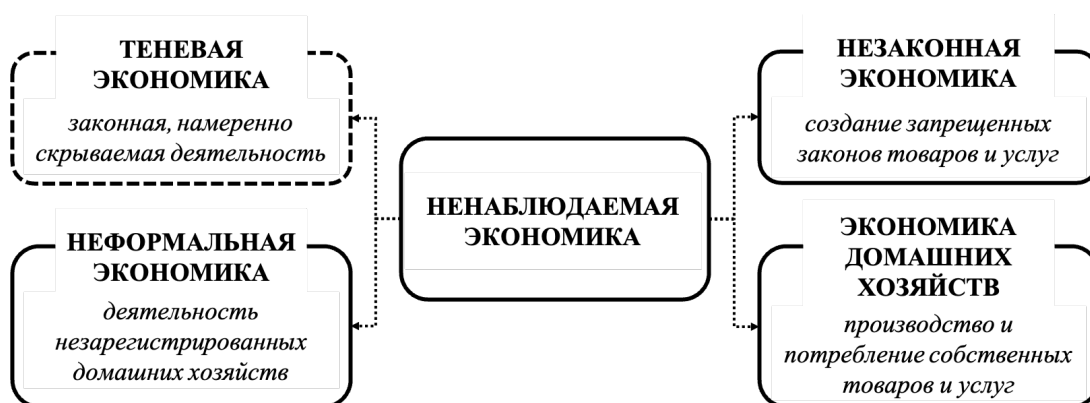 ТЕНЕВАЯ
ЭКОНОМИКА
законная, намеренно
скрываемая деятельность
НЕФОРМАЛЬНАЯ
ЭКОНОМИКА
деятельность
незарегистрированных
домашних хозяйств
НЕНАБЛЮДАЕМАЯ
ЭКОНОМИКА
НЕЗАКОННАЯ
ЭКОНОМИКА
создание запрещенных
законов товаров и услуг
ЭКОНОМИКА
ДОМАШНИХ
ХОЗЯЙСТВ
производство и
потребление собственных
товаров и услуг